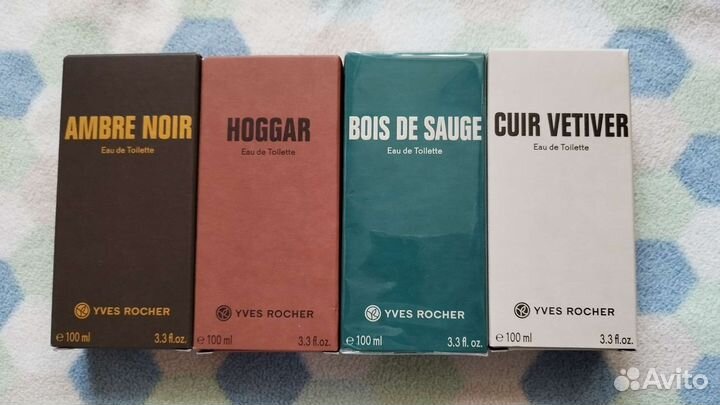 AMBRE NOIR
Eau de Toilette
YVES ROCHER
e 100 ml 3.3 fl.oz.
HOGGAR
Eau de Toilette
YVES ROCHER
e 100 ml 3.3 fl.oz.
BOIS DE SAUGE
Eau de Toilette
YVES ROCHER
e 100 ml 3.3 fl.oz.
CUIR VETIVER
Eau de Toilette
YVES ROCHER
e 100 ml 3.3 fl.oz.
Avito